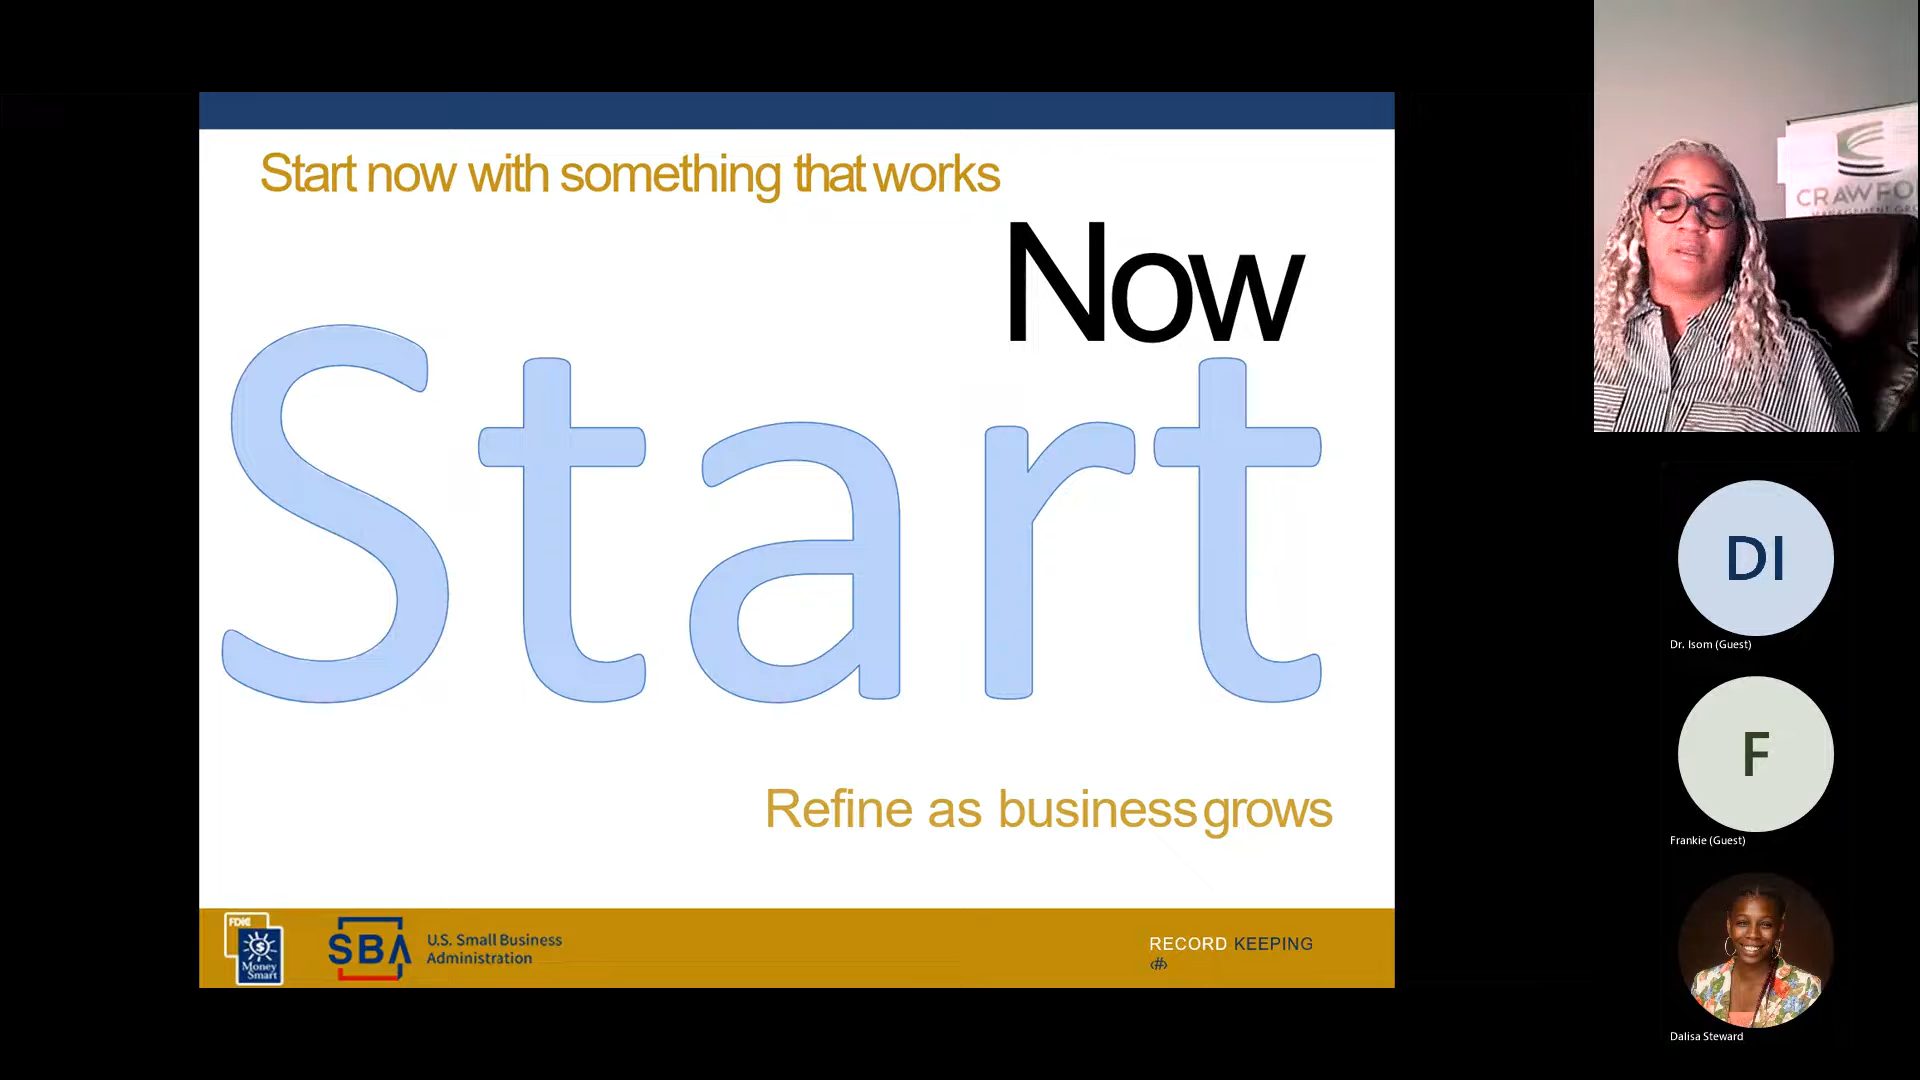 Start now with something that works
Now
Start
Refine as business grows
FDIC
Money
Smart
SBA
U.S. Small Business
Administration
RECORD KEEPING
‹#›
CRAWFO
DI
Dr. Isom (Guest)
F
Frankie (Guest)
Dalisa Steward